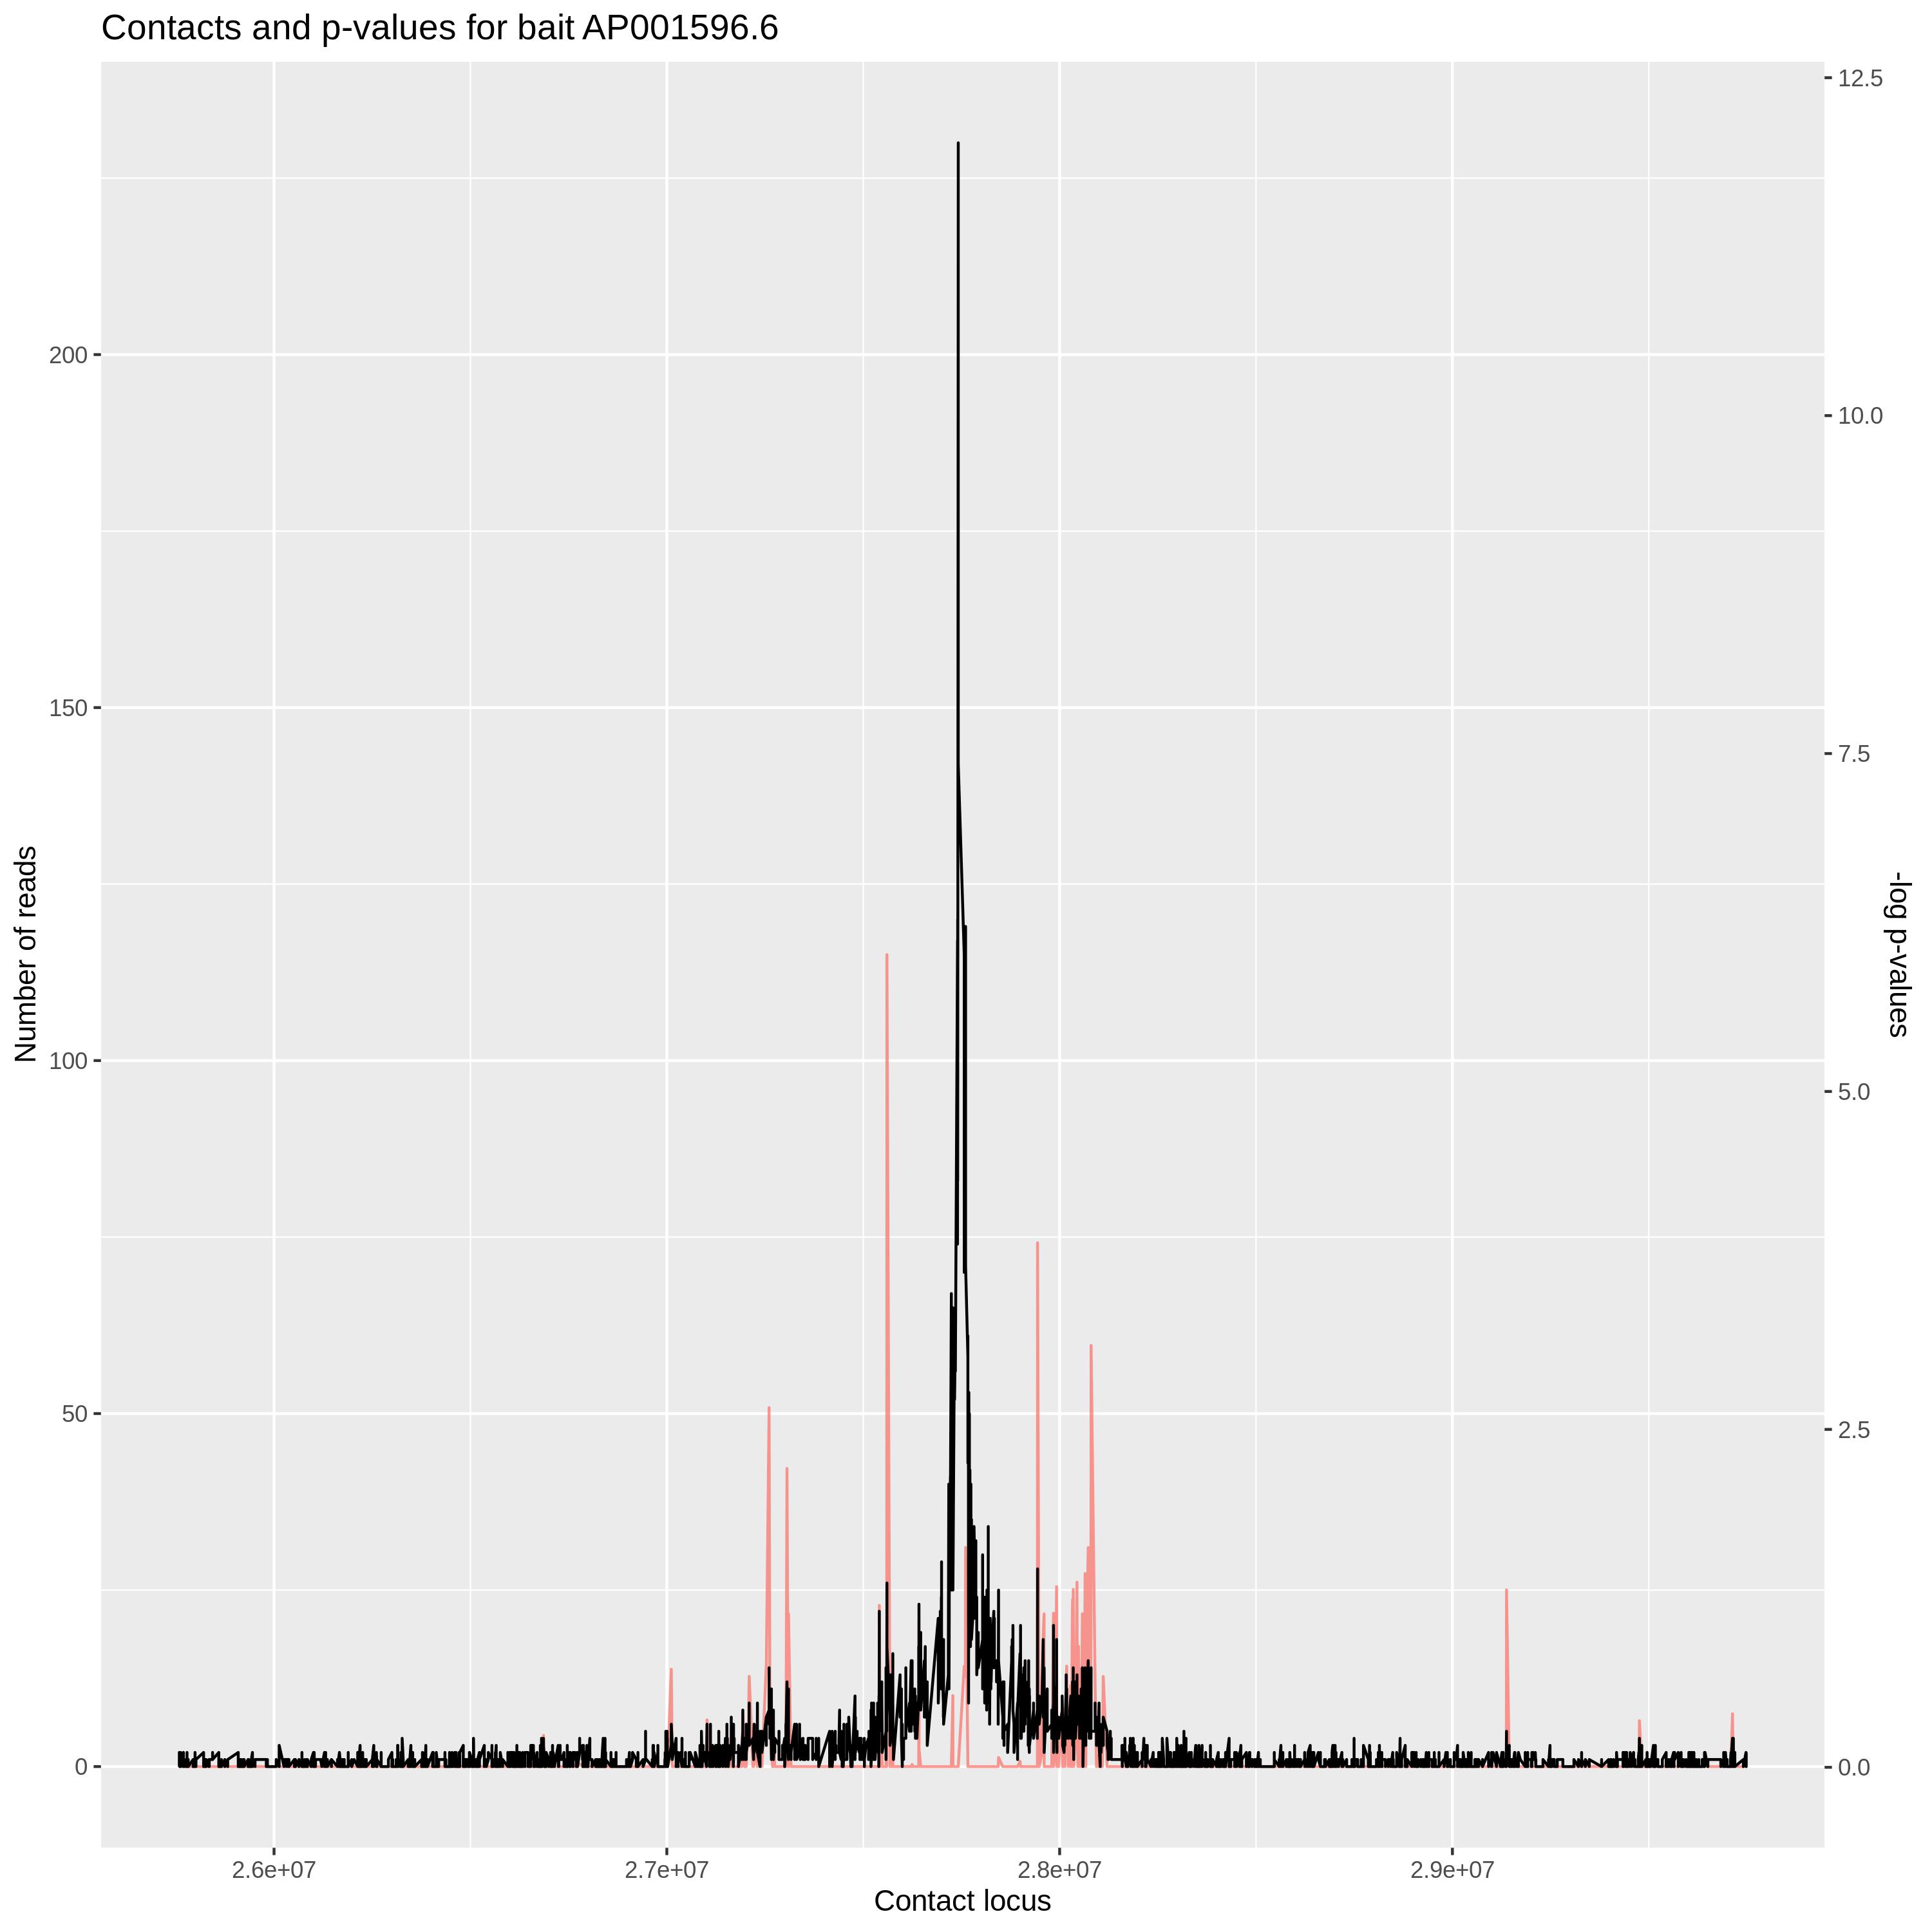 Contacts and p-values for bait AP001596.6
12.5
200
10.0
150
7.5
Number of reads
-log p-values
100
5.0
50
2.5
0
0.0
2.6e+07 2.7e+07 2.8e+07 2.9e+07
Contact locus